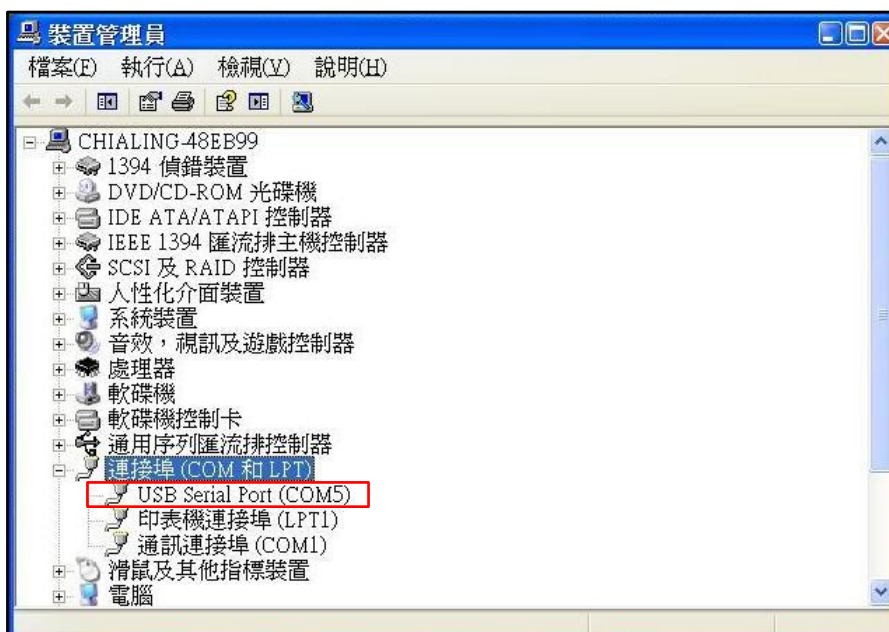 裝置管理員
檔案(F) 執行(A) 檢視(V) 說明(H)
CHIALING-48EB99
1394 偵錯裝置
DVD/CD-ROM 光碟機
IDE ATA/ATAPI 控制器
IEEE 1394 匯流排主機控制器
SCSI 及 RAID 控制器
人性化介面裝置
系統裝置
音效，視訊及遊戲控制器
處理器
軟碟機
軟碟機控制卡
通用序列匯流排控制器
連接埠 (COM 和 LPT)
USB Serial Port (COM5)
印表機連接埠 (LPT1)
通訊連接埠 (COM1)
滑鼠及其他指標裝置
電腦